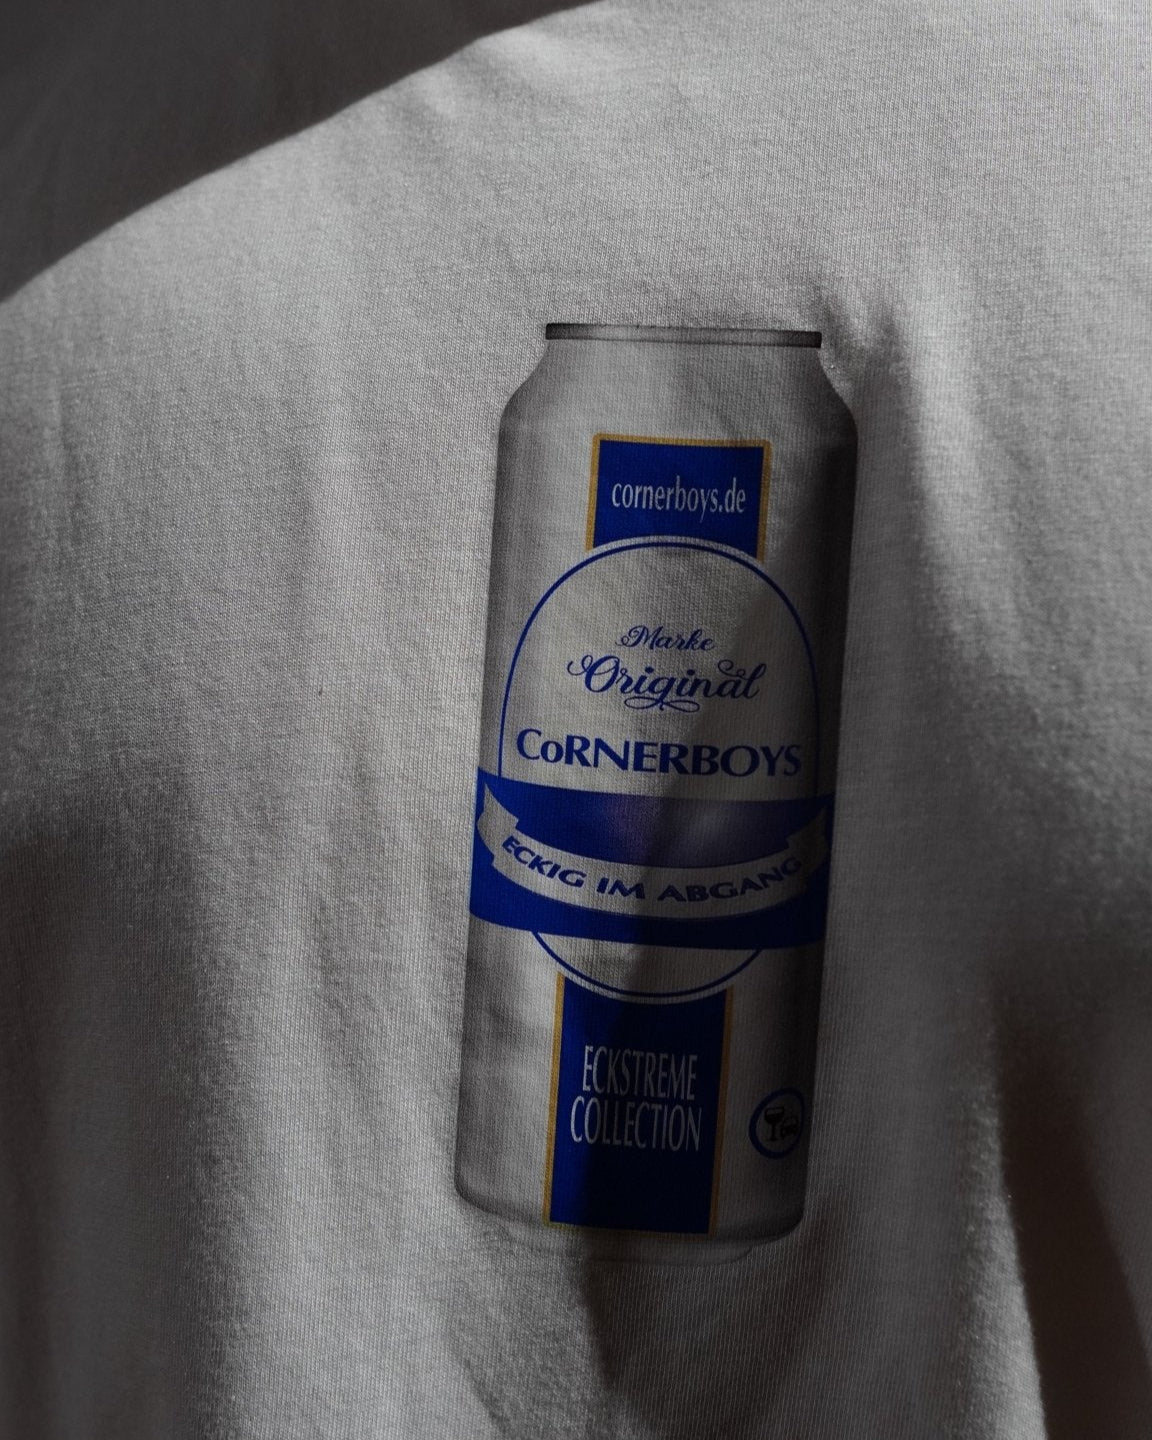 cornerboys.de
Marke
Original
CoRNERBOYS
ECKIG IM ABGANG
ECKSTREME
COLLECTION